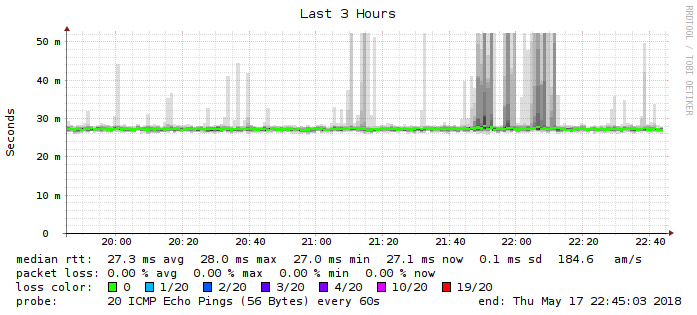 Last 3 Hours
RRDTOOL / TOBI OETIKER
Seconds
50 m
40 m
30 m
20 m
10 m
0
20:00 20:20 20:40 21:00 21:20 21:40 22:00 22:20 22:40
median rtt: 27.3 ms avg 28.0 ms max 27.0 ms min 27.1 ms now 0.1 ms sd 184.6 am/s
packet loss: 0.00 % avg 0.00 % max 0.00 % min 0.00 % now
loss color: 0 1/20 2/20 3/20 4/20 10/20 19/20
probe: 20 ICMP Echo Pings (56 Bytes) every 60s end: Thu May 17 22:45:03 2018